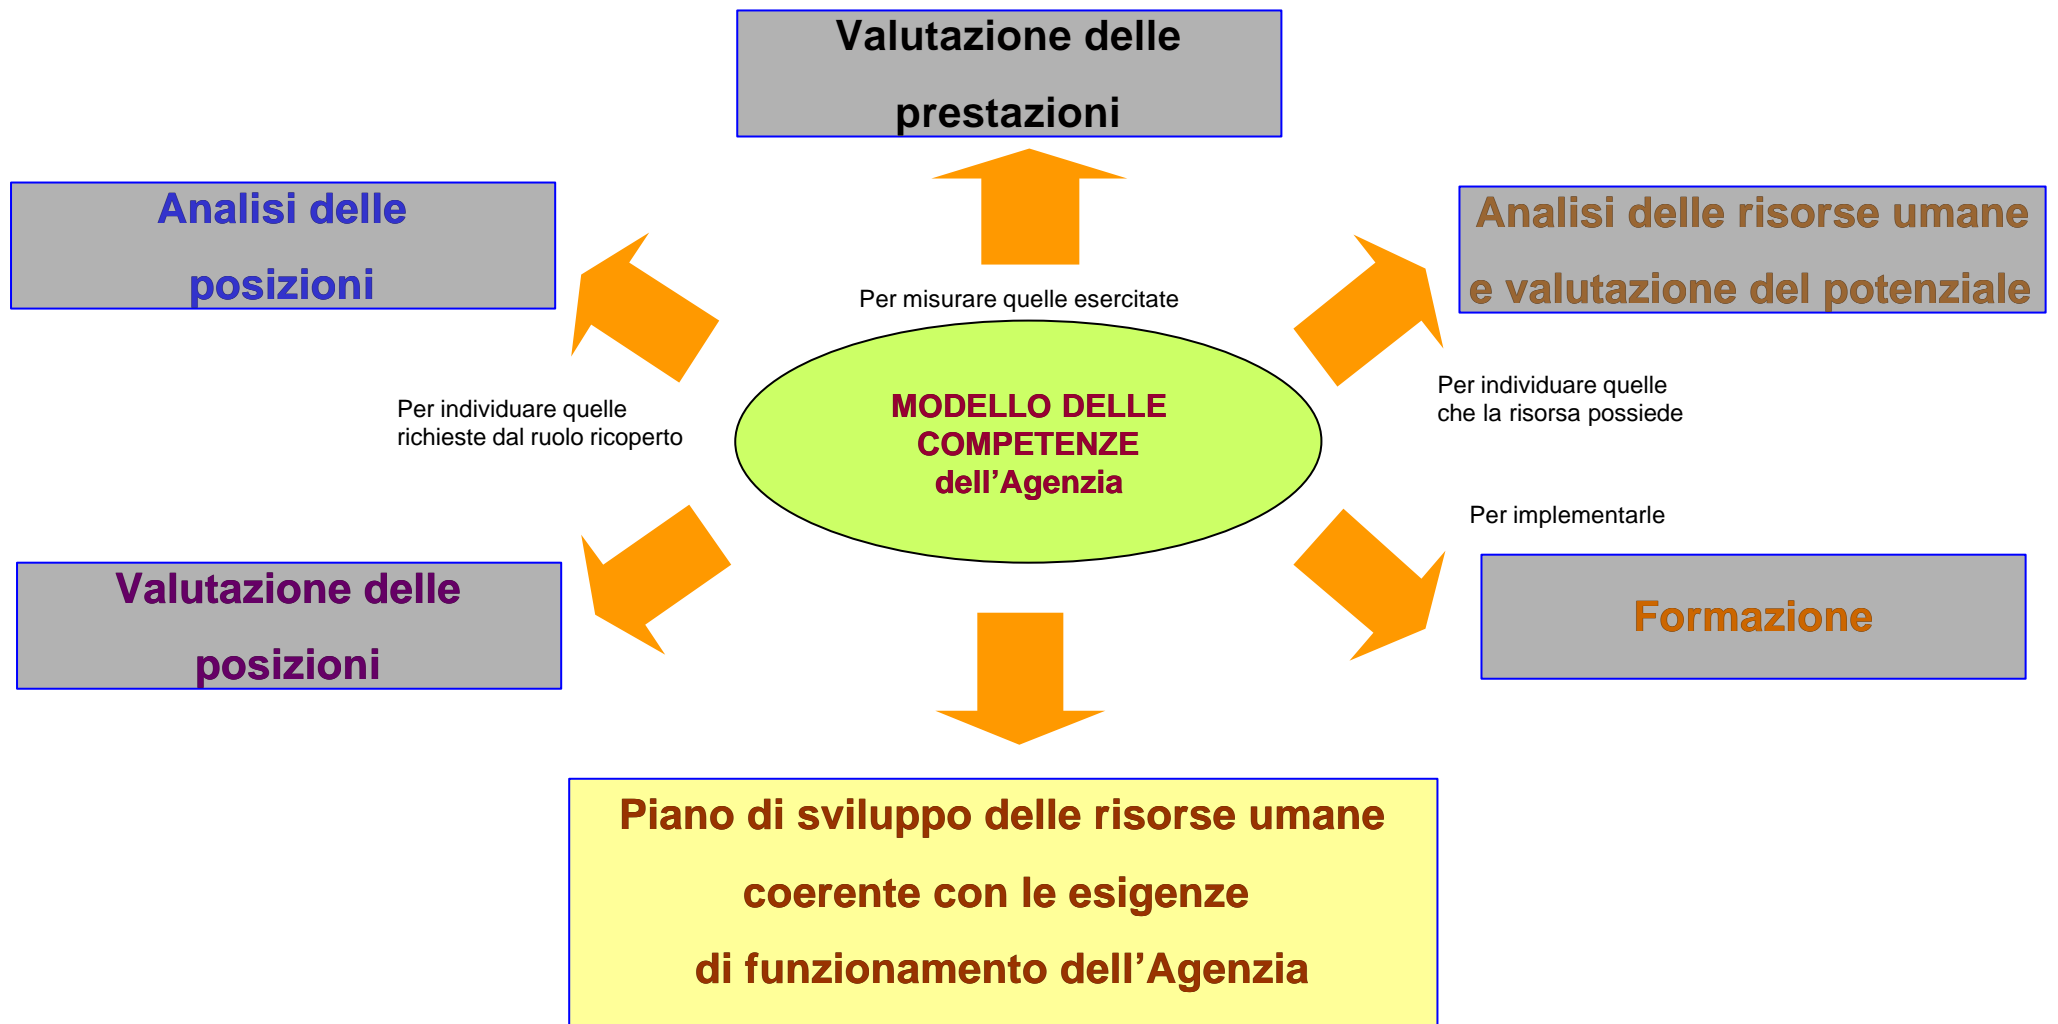 Valutazione delle
prestazioni
Analisi delle
posizioni
Analisi delle risorse umane
e valutazione del potenziale
Per misurare quelle esercitate
Per individuare quelle
richieste dal ruolo ricoperto
MODELLO DELLE
COMPETENZE
dell’Agenzia
Per individuare quelle
che la risorsa possiede
Per implementarle
Valutazione delle
posizioni
Formazione
Piano di sviluppo delle risorse umane
coerente con le esigenze
di funzionamento dell’Agenzia